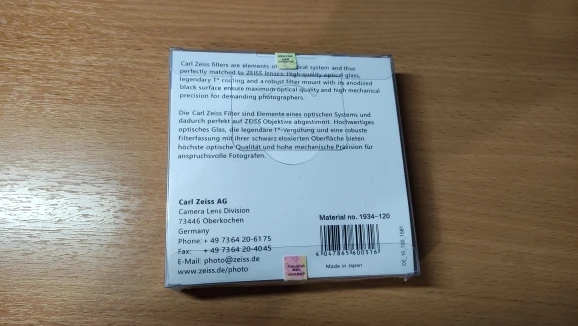 Carl Zeiss filters are elements of system and thus
perfectly matched to ZEISS lenses. High quality optical glass,
legendary T* coating and a robust filter mount with its anodized
black surface ensure maximum optical quality and high mechanical
precision for demanding photographers.
Die Carl Zeiss Filter sind Elemente eines optischen Systems und
dadurch perfekt auf ZEISS Objektive abgestimmt. Hochwertiges
optisches Glas, die legendäre T*-Vergütung und eine robuste
Filterfassung mit ihrer schwarz eloxierten Oberfläche bieten
höchste optische Qualität und hohe mechanische Präzision für
anspruchsvolle Fotografen.
Carl Zeiss AG
Camera Lens Division
73446 Oberkochen
Germany
Phone: + 49 7364 20-6175
Fax: + 49 7364 20-4045
E-Mail: photo@zeiss.de
www.zeiss.de/photo
Material no. 1934-120
4 047865 600316
Made in Japan